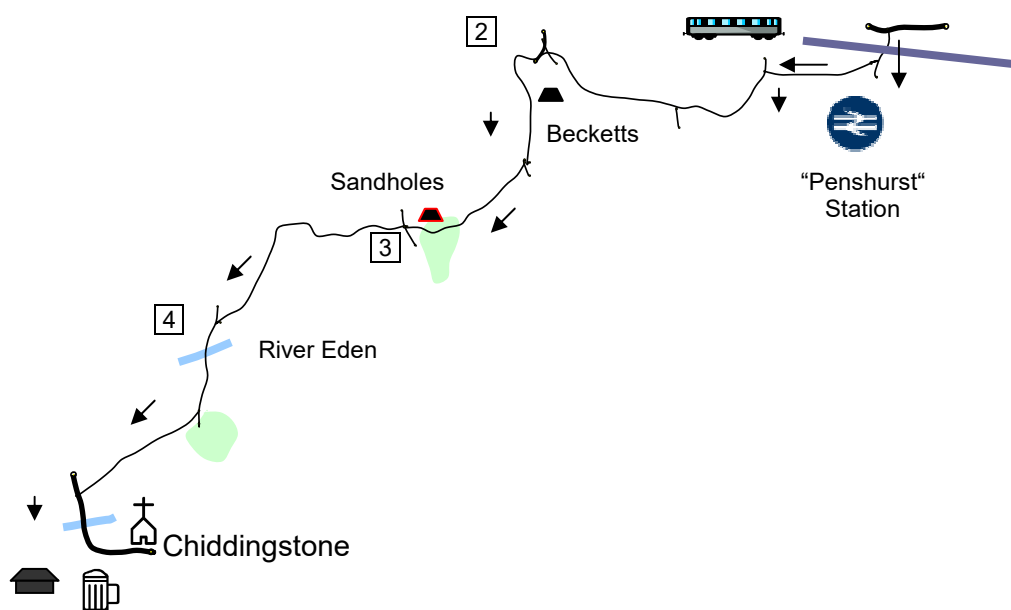 2
Becketts
“Penshurst“
Station
Sandholes
3
4
River Eden
Chiddingstone